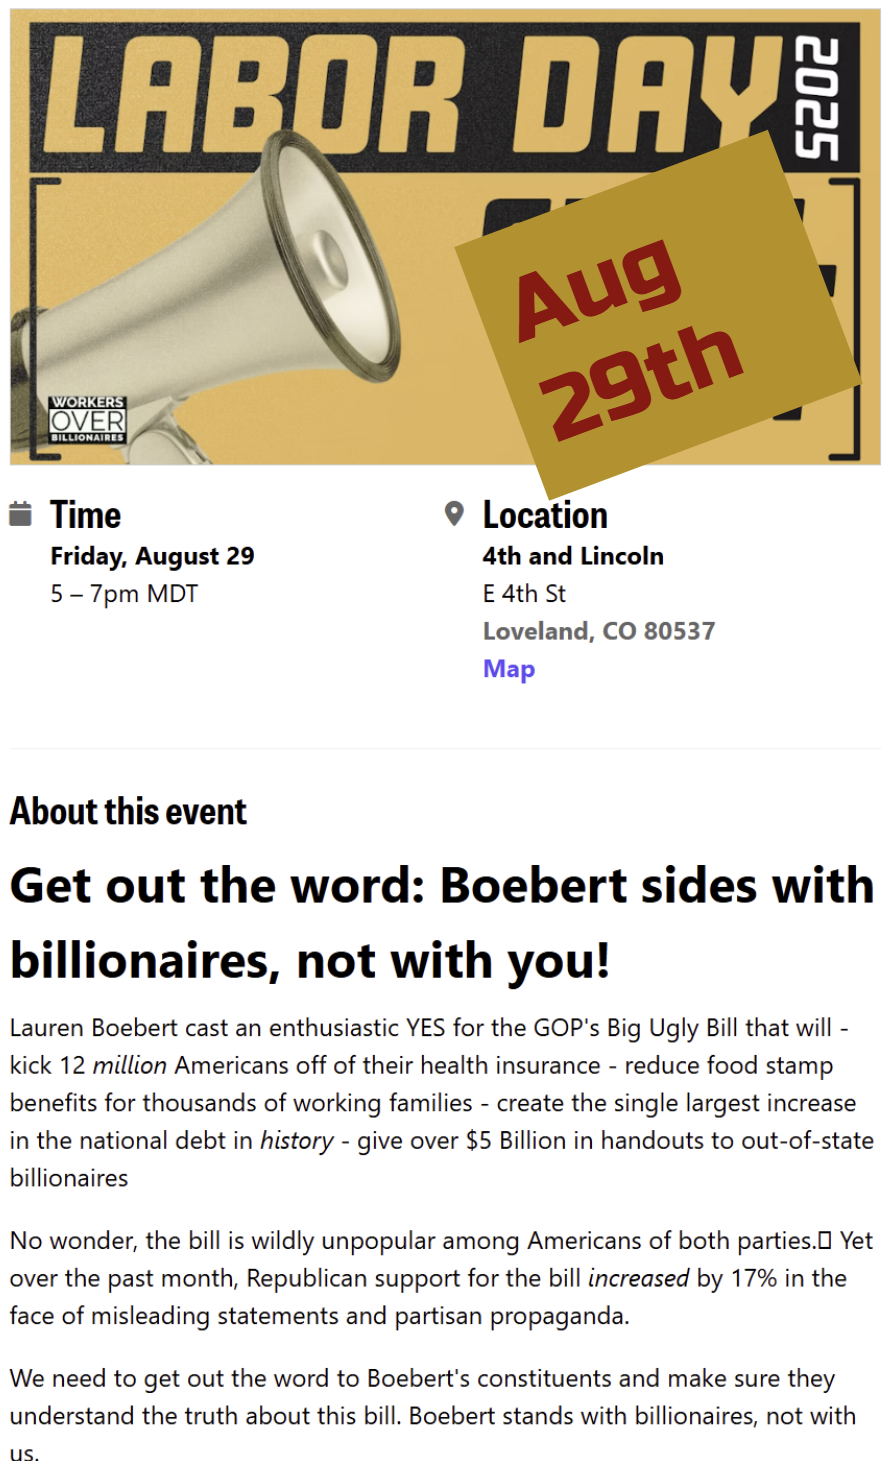 LABOR DAY
2025
Aug
29th
WORKERS
OVER
BILLIONAIRES
Time
Friday, August 29
5 – 7pm MDT
Location
4th and Lincoln
E 4th St
Loveland, CO 80537
Map
About this event
Get out the word: Boebert sides with
billionaires, not with you!
Lauren Boebert cast an enthusiastic YES for the GOP's Big Ugly Bill that will -
kick 12 million Americans off of their health insurance - reduce food stamp
benefits for thousands of working families - create the single largest increase
in the national debt in history - give over $5 Billion in handouts to out-of-state
billionaires
No wonder, the bill is wildly unpopular among Americans of both parties. Yet
over the past month, Republican support for the bill increased by 17% in the
face of misleading statements and partisan propaganda.
We need to get out the word to Boebert's constituents and make sure they
understand the truth about this bill. Boebert stands with billionaires, not with
us.